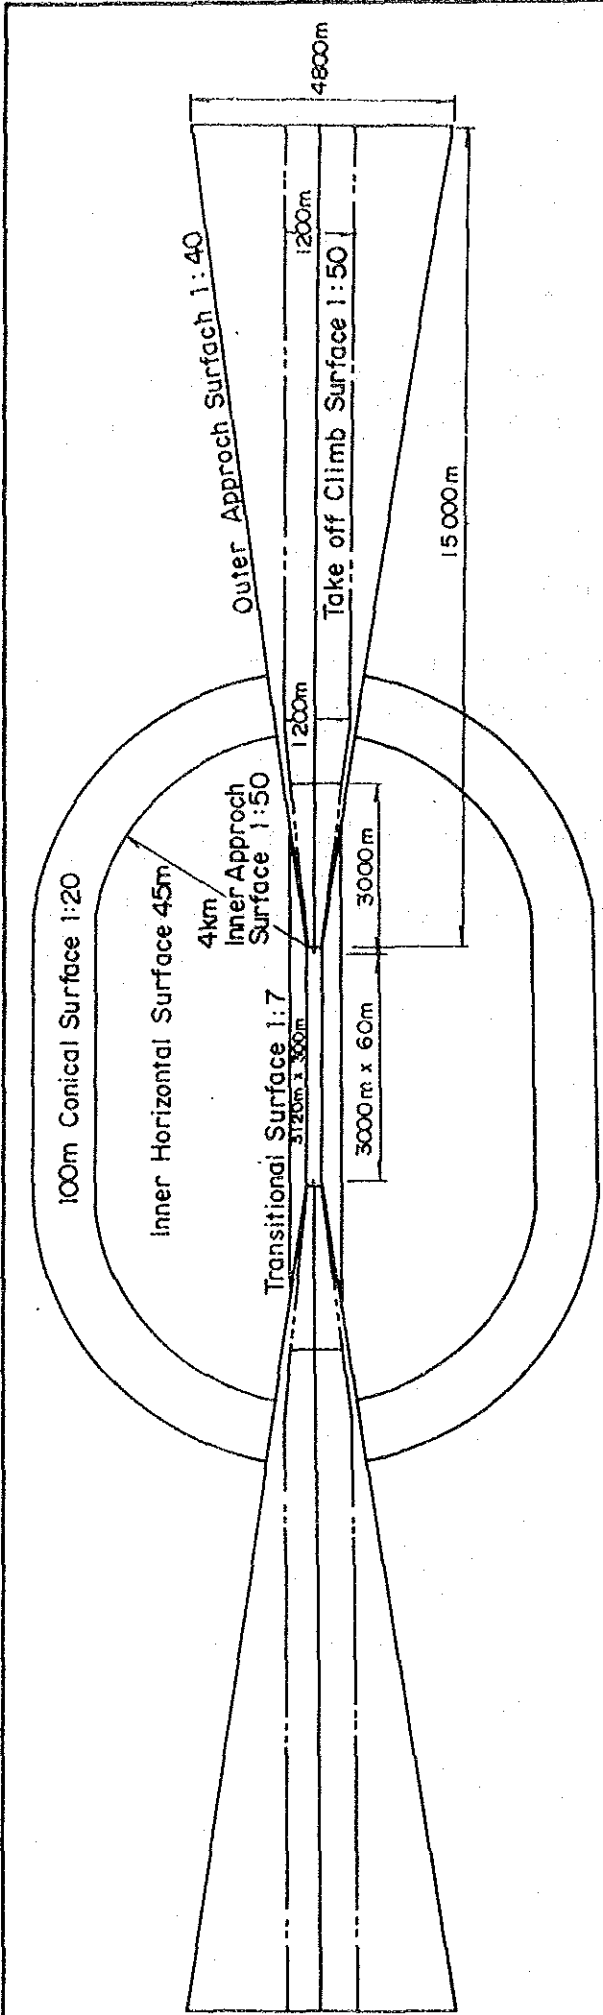 4800m
Outer Approch Surfach 1:40
1200m
Take off Climb Surface 1:50
15000m
1200m
100m Conical Surface 1:20
Inner Horizontal Surface 45m
4km
Inner Approch
Surface 1:50
3000m
Transitional Surface 1:7
3120m x 300m
3000m x 60m